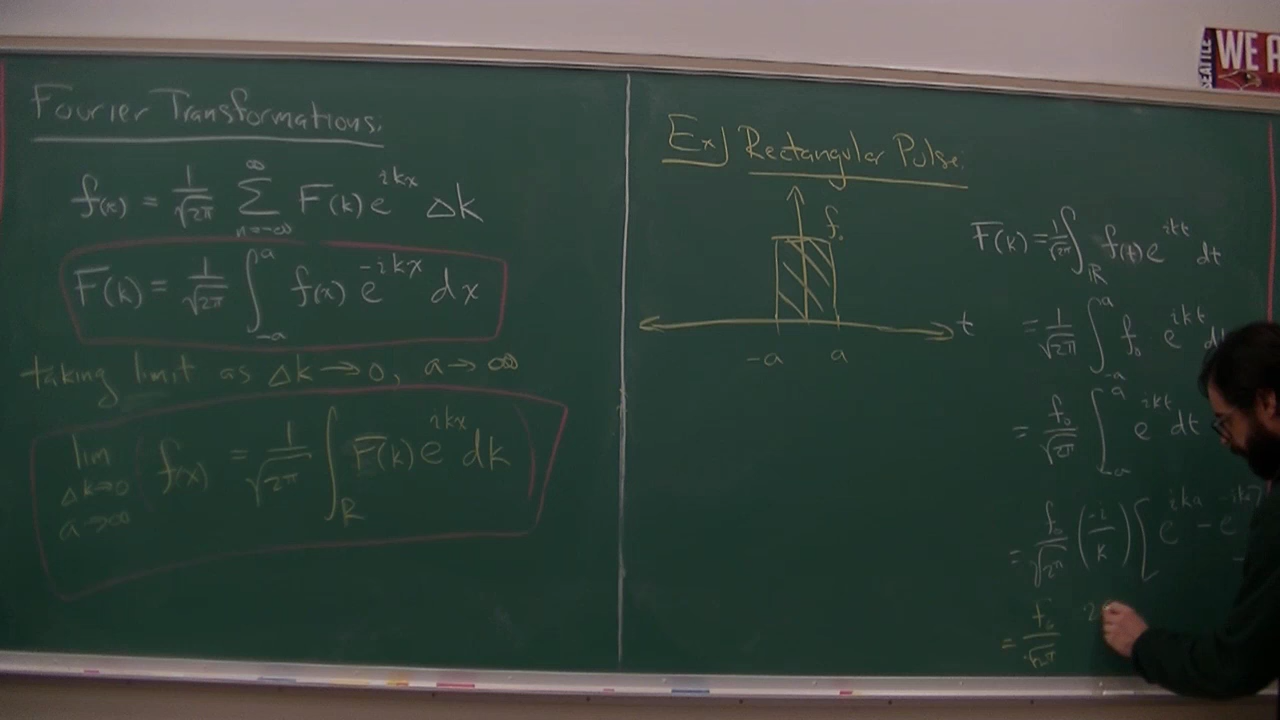 Fourier Transformations:
f(x) = 1/√2π ∑_{n=-∞}^{∞} F(k) e^{ikx} Δk
F(k) = 1/√2π ∫_{-a}^{a} f(x) e^{-ikx} dx
taking limit as Δk → 0, a → ∞
lim_{Δk→0, a→∞} f(x) = 1/√2π ∫_ℝ F(k) e^{ikx} dk
Ex) Rectangular Pulse:
f₀
t
-a a
F(k) = 1/√2π ∫_ℝ f(t) e^{ikt} dt
= 1/√2π ∫_{-a}^{a} f₀ e^{ikt} dt
= f₀/√2π ∫_{-a}^{a} e^{ikt} dt
= f₀/√2π (-i/k) [e^{ika} - e^{-ika}]
= f₀/√2π
SEATTLE
WE A